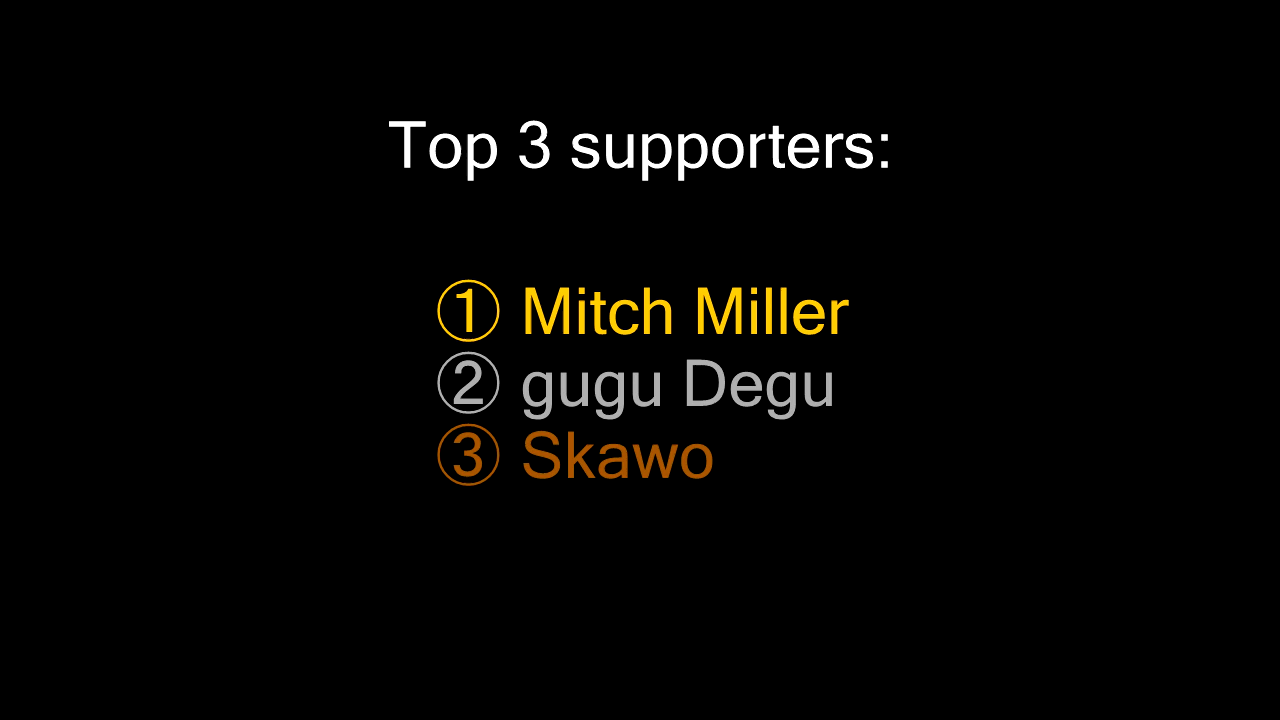 Top 3 supporters:
① Mitch Miller
② gugu Degu
③ Skawo